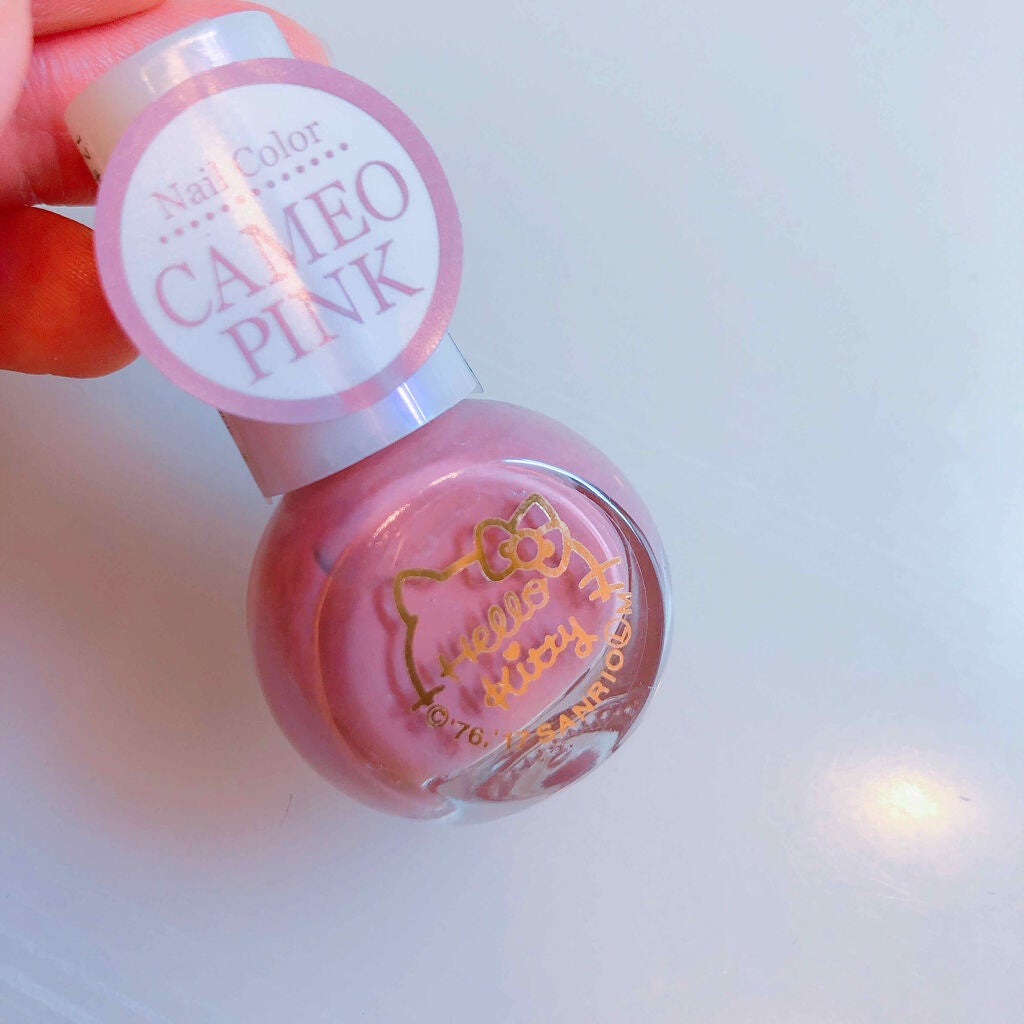 Nail Color
CAMEO
PINK
Hello
Kitty
©'76,'17 SANRIO Ⓛ M